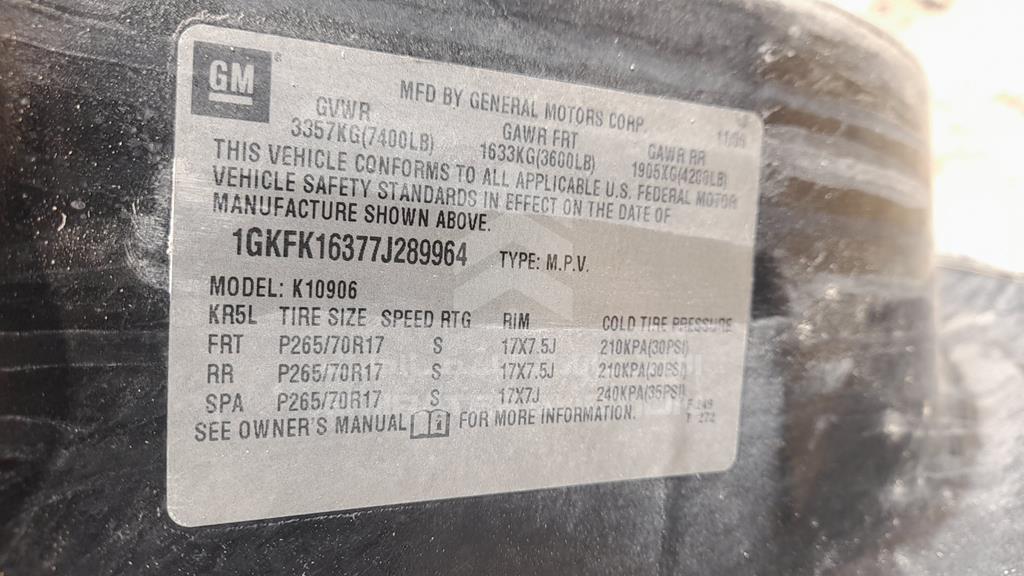 GM
MFD BY GENERAL MOTORS CORP.
GVWR GAWR FRT GAWR RR
3357KG(7400LB) 1633KG(3600LB) 1905KG(4200LB)
THIS VEHICLE CONFORMS TO ALL APPLICABLE U.S. FEDERAL MOTOR
VEHICLE SAFETY STANDARDS IN EFFECT ON THE DATE OF
MANUFACTURE SHOWN ABOVE.
1GKFK16377J289964 TYPE: M.P.V.
MODEL: K10906
KR5L TIRE SIZE SPEED RTG RIM COLD TIRE PRESSURE
FRT P265/70R17 S 17X7.5J 210KPA(30PSI)
RR P265/70R17 S 17X7.5J 210KPA(30PSI)
SPA P265/70R17 S 17X7J 240KPA(35PSI)
SEE OWNER'S MANUAL FOR MORE INFORMATION.